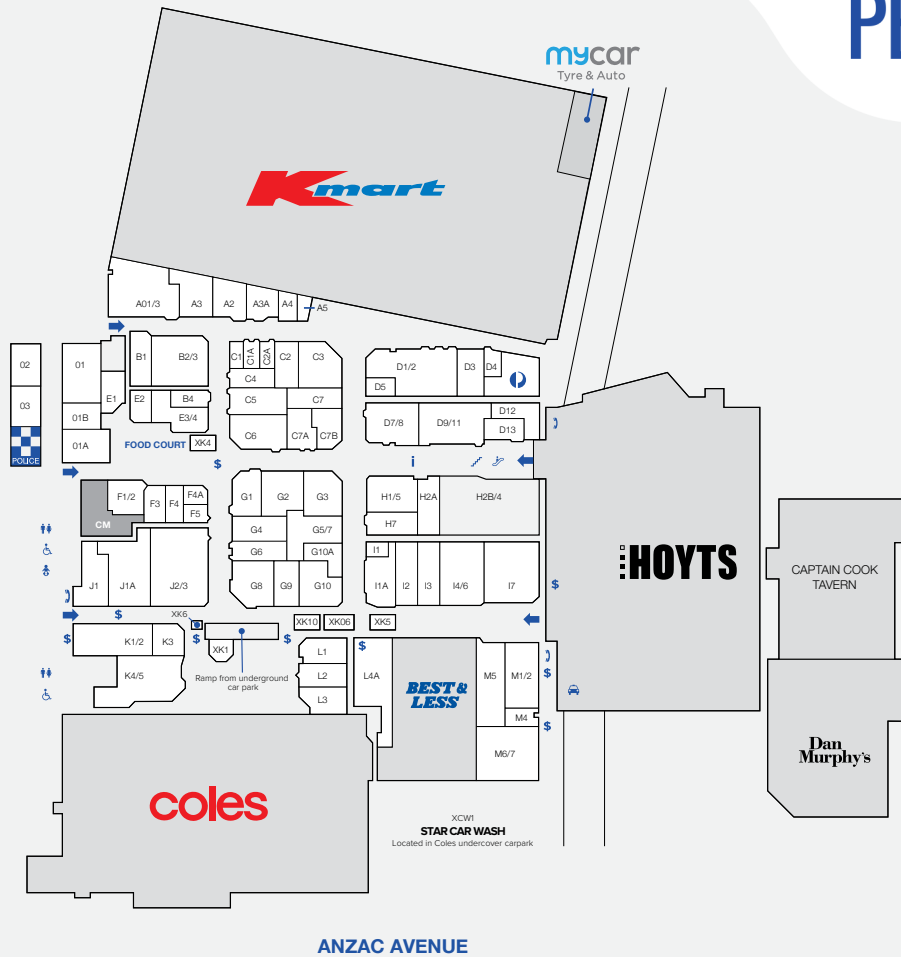 PE
mycar
Tyre & Auto
Kmart
A01/3 A3 A2 A3A A4 A5
02 01 B1 B2/3 C1 C1A C2A C2 C3 D1/2 D3 D4
C4 D5
03 E1 E2 B4 C5 C7 D7/8 D9/11 D12
01B E3/4 D13
POLICE 01A FOOD COURT XK4 C6 C7A C7B
$ i
F1/2 F3 F4 F4A G1 G2 G3 H1/5 H2A H2B/4
CM F5 H7
G4 G5/7
G6 G10A I1
J1 J1A J2/3 G8 G9 G10 I1A I2 I3 I4/6 I7 $
HOYTS
CAPTAIN COOK
TAVERN
$ XK6 XK10 XK06 XK5
$ K1/2 K3 $ XK1 $ L1 $
K4/5 Ramp from underground
car park
L2 L4A BEST &
LESS
M5 M1/2 $
L3 M4 $
M6/7
Dan
Murphy's
coles
XCW1
STAR CAR WASH
Located in Coles undercover carpark
ANZAC AVENUE